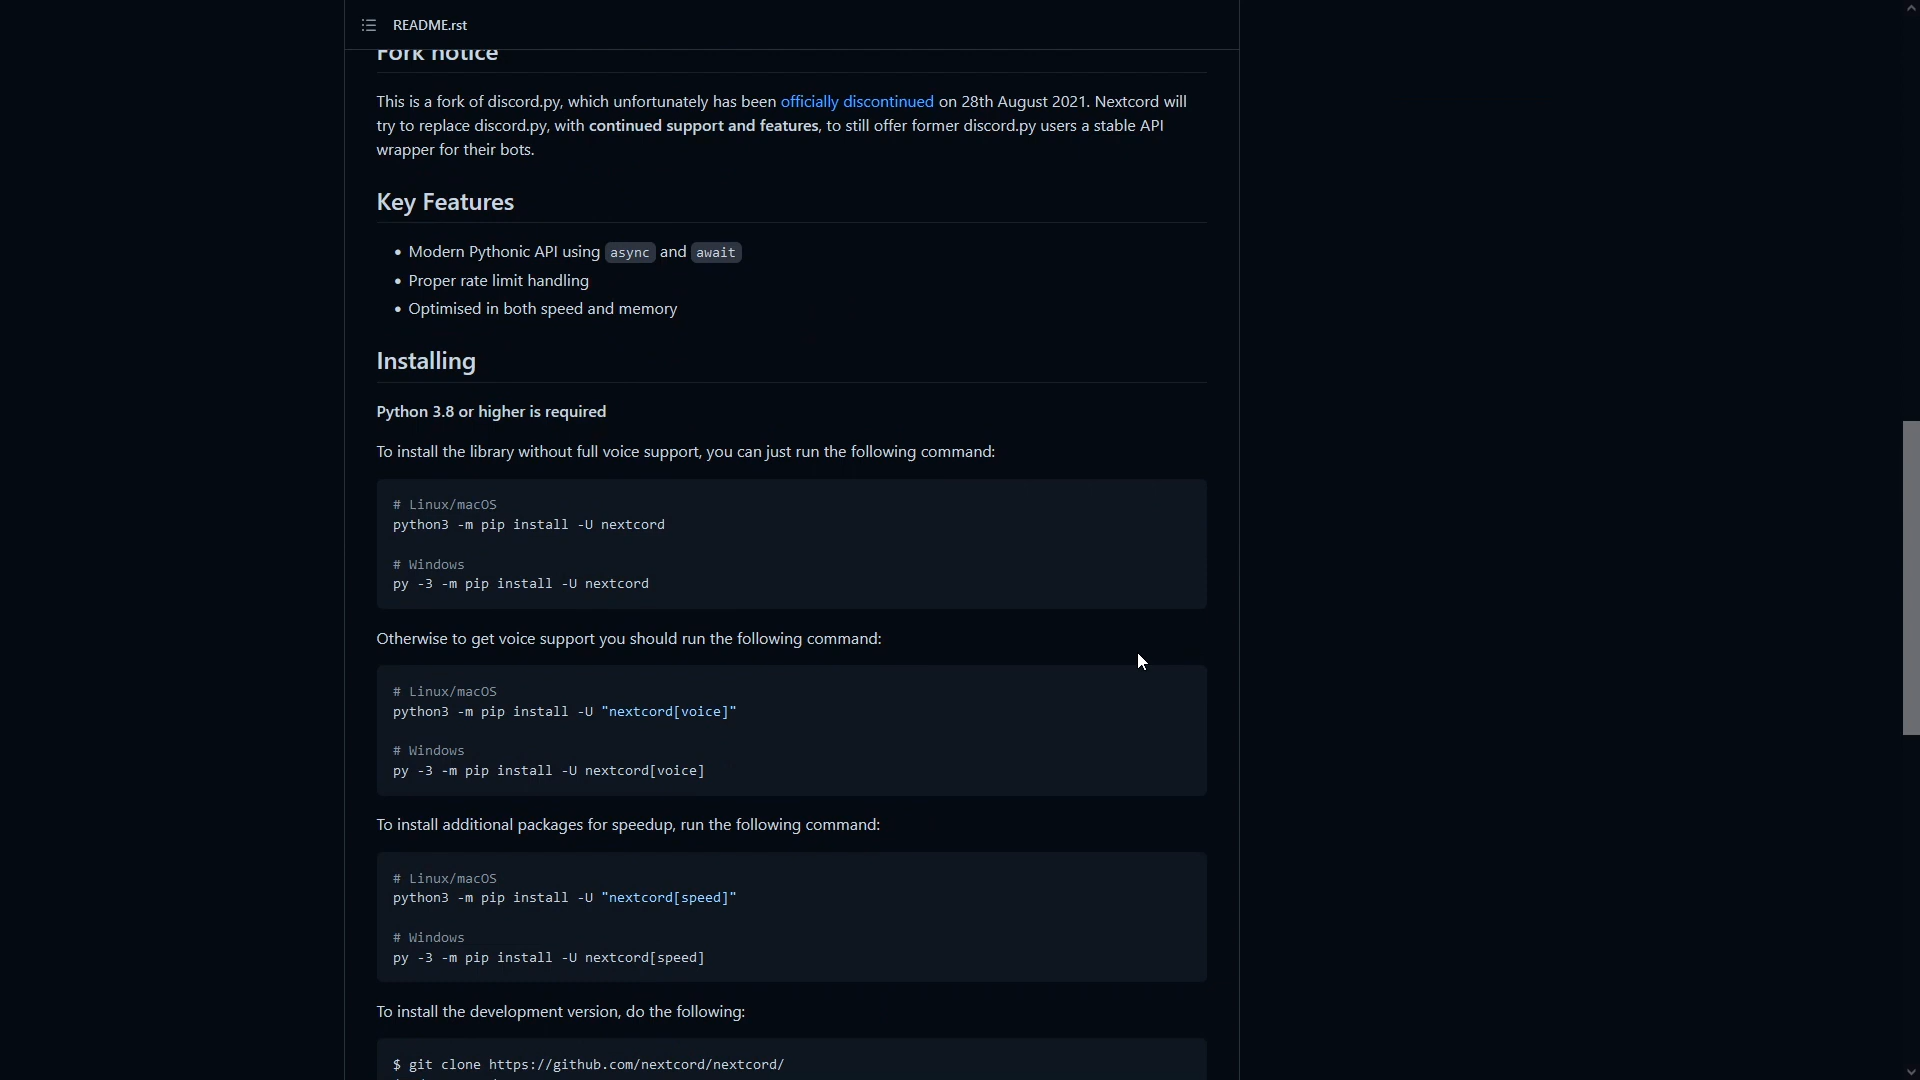 README.rst
Fork notice
This is a fork of discord.py, which unfortunately has been officially discontinued on 28th August 2021. Nextcord will
try to replace discord.py, with continued support and features, to still offer former discord.py users a stable API
wrapper for their bots.
Key Features
• Modern Pythonic API using async and await
• Proper rate limit handling
• Optimised in both speed and memory
Installing
Python 3.8 or higher is required
To install the library without full voice support, you can just run the following command:
# Linux/macOS
python3 -m pip install -U nextcord
# Windows
py -3 -m pip install -U nextcord
Otherwise to get voice support you should run the following command:
# Linux/macOS
python3 -m pip install -U "nextcord[voice]"
# Windows
py -3 -m pip install -U nextcord[voice]
To install additional packages for speedup, run the following command:
# Linux/macOS
python3 -m pip install -U "nextcord[speed]"
# Windows
py -3 -m pip install -U nextcord[speed]
To install the development version, do the following:
$ git clone https://github.com/nextcord/nextcord/